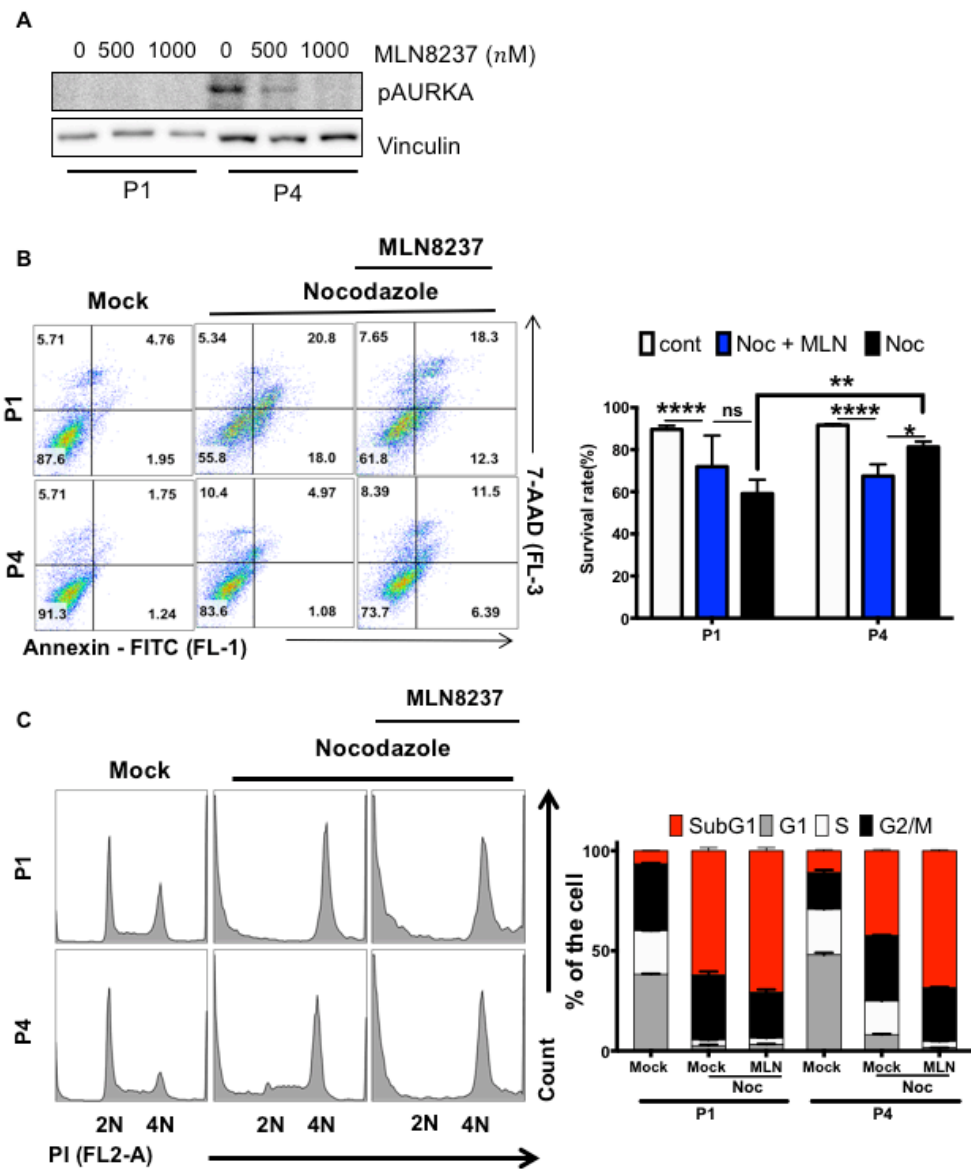 A
0 500 1000 0 500 1000 MLN8237 (nM)
pAURKA
Vinculin
P1 P4
B
MLN8237
Mock Nocodazole
P1
5.71 4.76 5.34 20.8 7.65 18.3
87.6 1.95 55.8 18.0 61.8 12.3
P4
5.71 1.75 10.4 4.97 8.39 11.5
91.3 1.24 83.6 1.08 73.7 6.39
7-AAD (FL-3
Annexin - FITC (FL-1)
cont Noc + MLN Noc
**
**** ns **** *
Survival rate(%)
100
80
60
40
20
0
P1 P4
C
MLN8237
Nocodazole
Mock
P1
P4
Count
2N 4N 2N 4N 2N 4N
PI (FL2-A)
SubG1 G1 S G2/M
% of the cell
100
50
0
Mock Mock MLN Mock Mock MLN
Noc Noc
P1 P4